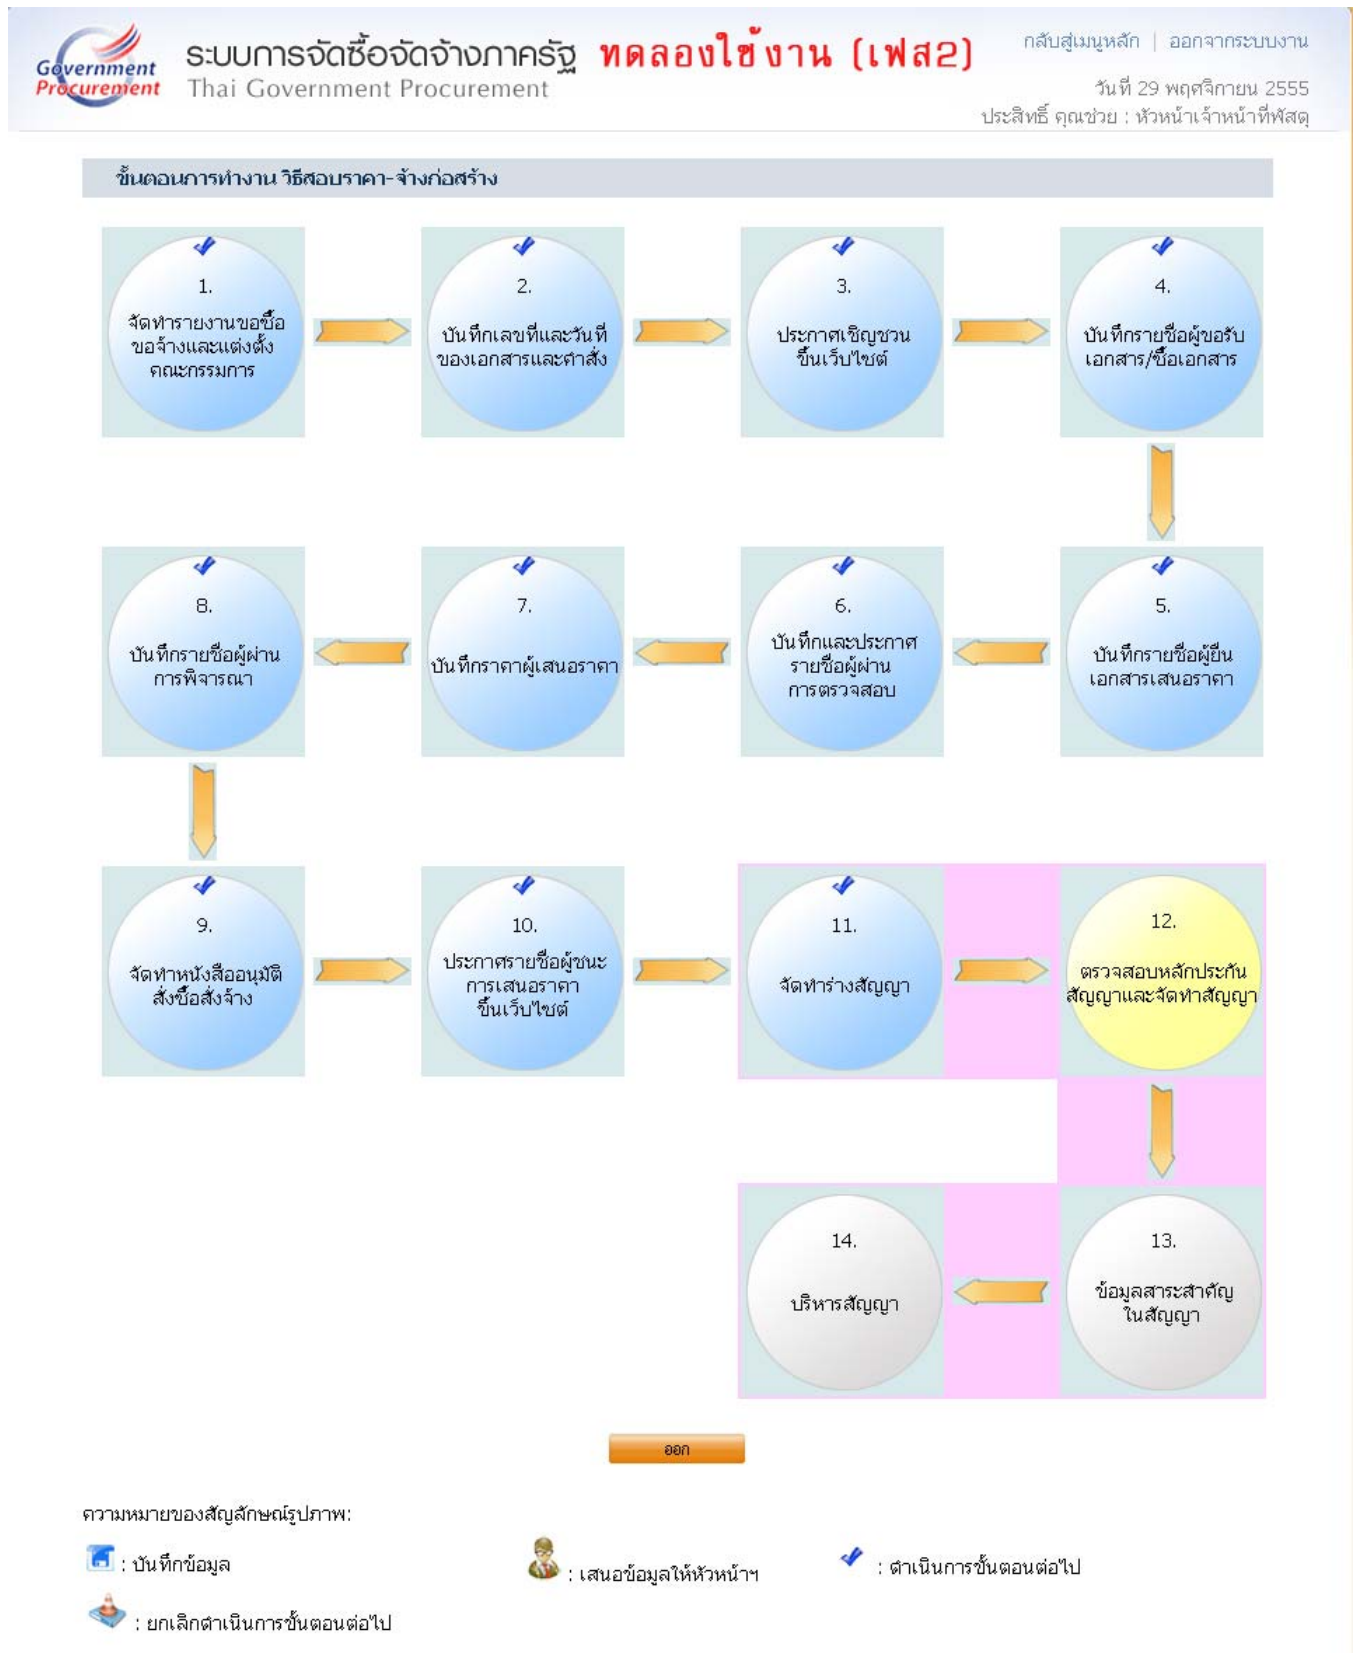 Government
Procurement
ระบบการจัดซื้อจัดจ้างภาครัฐ ทดลองใช้งาน (เฟส2)
Thai Government Procurement
กลับสู่เมนูหลัก | ออกจากระบบงาน
วันที่ 29 พฤศจิกายน 2555
ประสิทธิ์ คุณช่วย : หัวหน้าเจ้าหน้าที่พัสดุ
ขั้นตอนการทำงาน วิธีสอบราคา-จ้างก่อสร้าง
1.
จัดทำรายงานขอซื้อ
ขอจ้างและแต่งตั้ง
คณะกรรมการ
2.
บันทึกเลขที่และวันที่
ของเอกสารและคำสั่ง
3.
ประกาศเชิญชวน
ขึ้นเว็บไซต์
4.
บันทึกรายชื่อผู้ขอรับ
เอกสาร/ซื้อเอกสาร
8.
บันทึกรายชื่อผู้ผ่าน
การพิจารณา
7.
บันทึกราคาผู้เสนอราคา
6.
บันทึกและประกาศ
รายชื่อผู้ผ่าน
การตรวจสอบ
5.
บันทึกรายชื่อผู้ยื่น
เอกสารเสนอราคา
9.
จัดทำหนังสืออนุมัติ
สั่งซื้อสั่งจ้าง
10.
ประกาศรายชื่อผู้ชนะ
การเสนอราคา
ขึ้นเว็บไซต์
11.
จัดทำร่างสัญญา
12.
ตรวจสอบหลักประกัน
สัญญาและจัดทำสัญญา
14.
บริหารสัญญา
13.
ข้อมูลสาระสำคัญ
ในสัญญา
ออก
ความหมายของสัญลักษณ์รูปภาพ:
: บันทึกข้อมูล
: เสนอข้อมูลให้หัวหน้าฯ
: ดำเนินการขั้นตอนต่อไป
: ยกเลิกดำเนินการขั้นตอนต่อไป